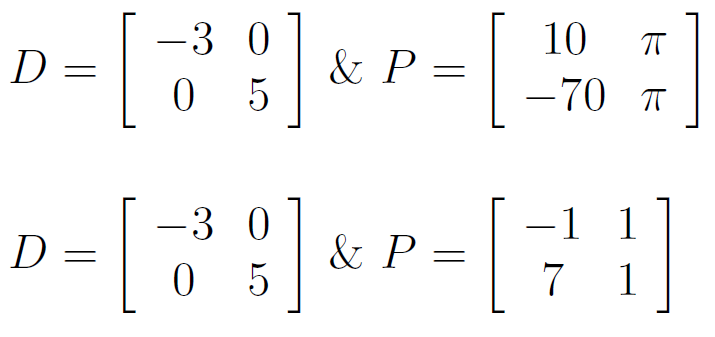 D = [ −3 0 0 5 ] & P = [ 10 π −70 π ]
D = [ −3 0 0 5 ] & P = [ −1 1 7 1 ]